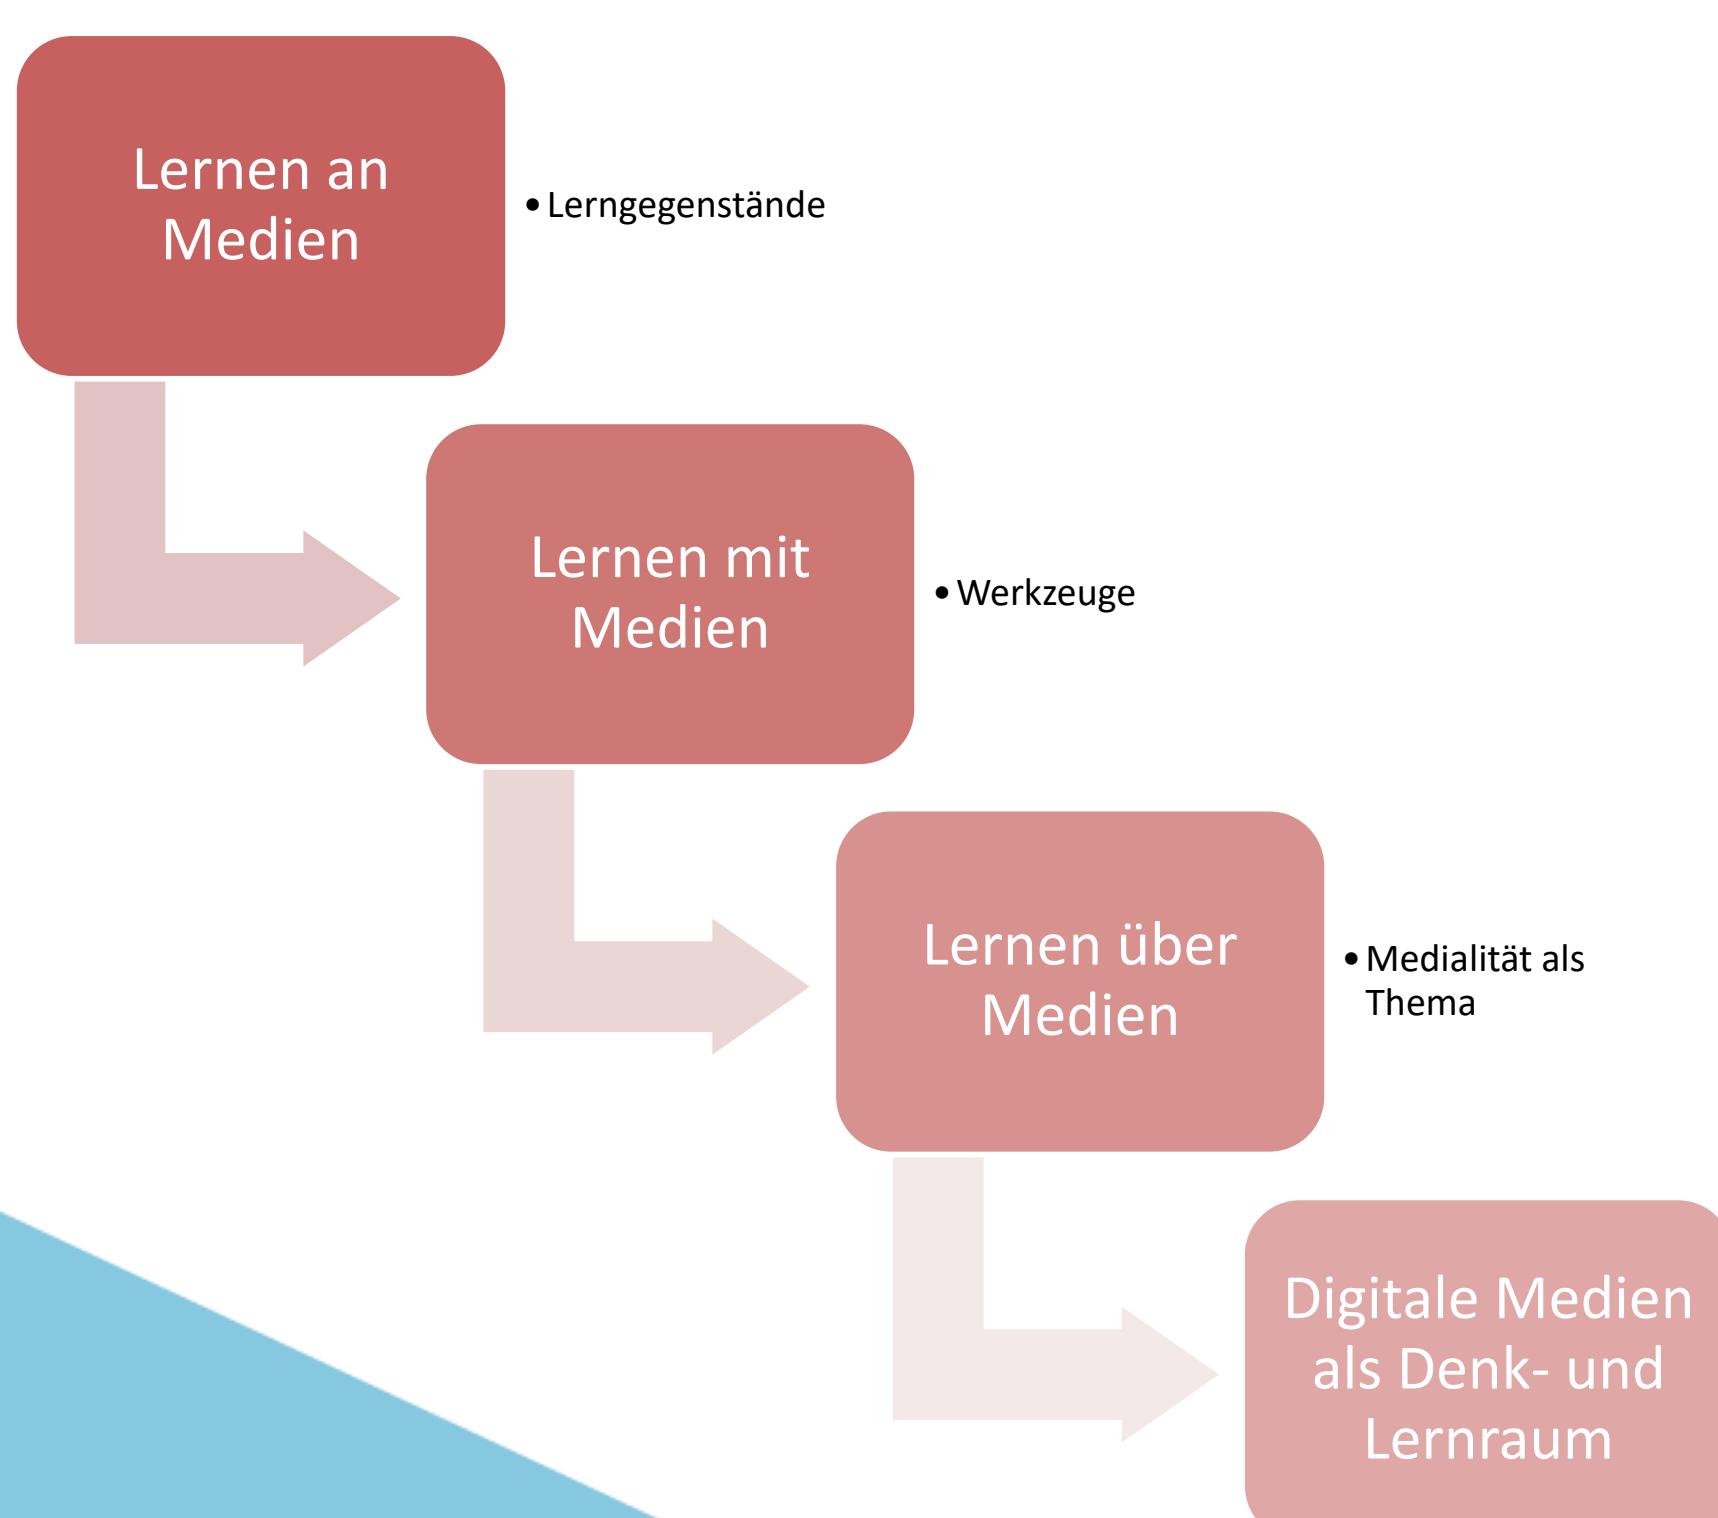 Lernen an
Medien
•Lerngegenstände
Lernen mit
Medien
•Werkzeuge
Lernen über
Medien
•Medialität als
Thema
Digitale Medien
als Denk- und
Lernraum